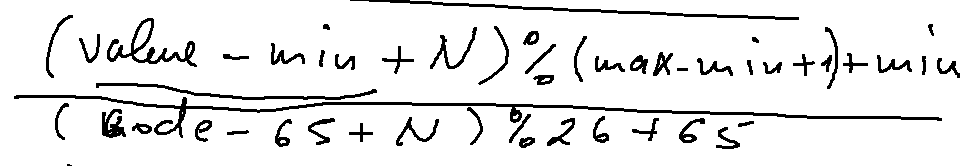 (value - min + N) % (max - min + 1) + min
(code - 65 + N) % 26 + 65